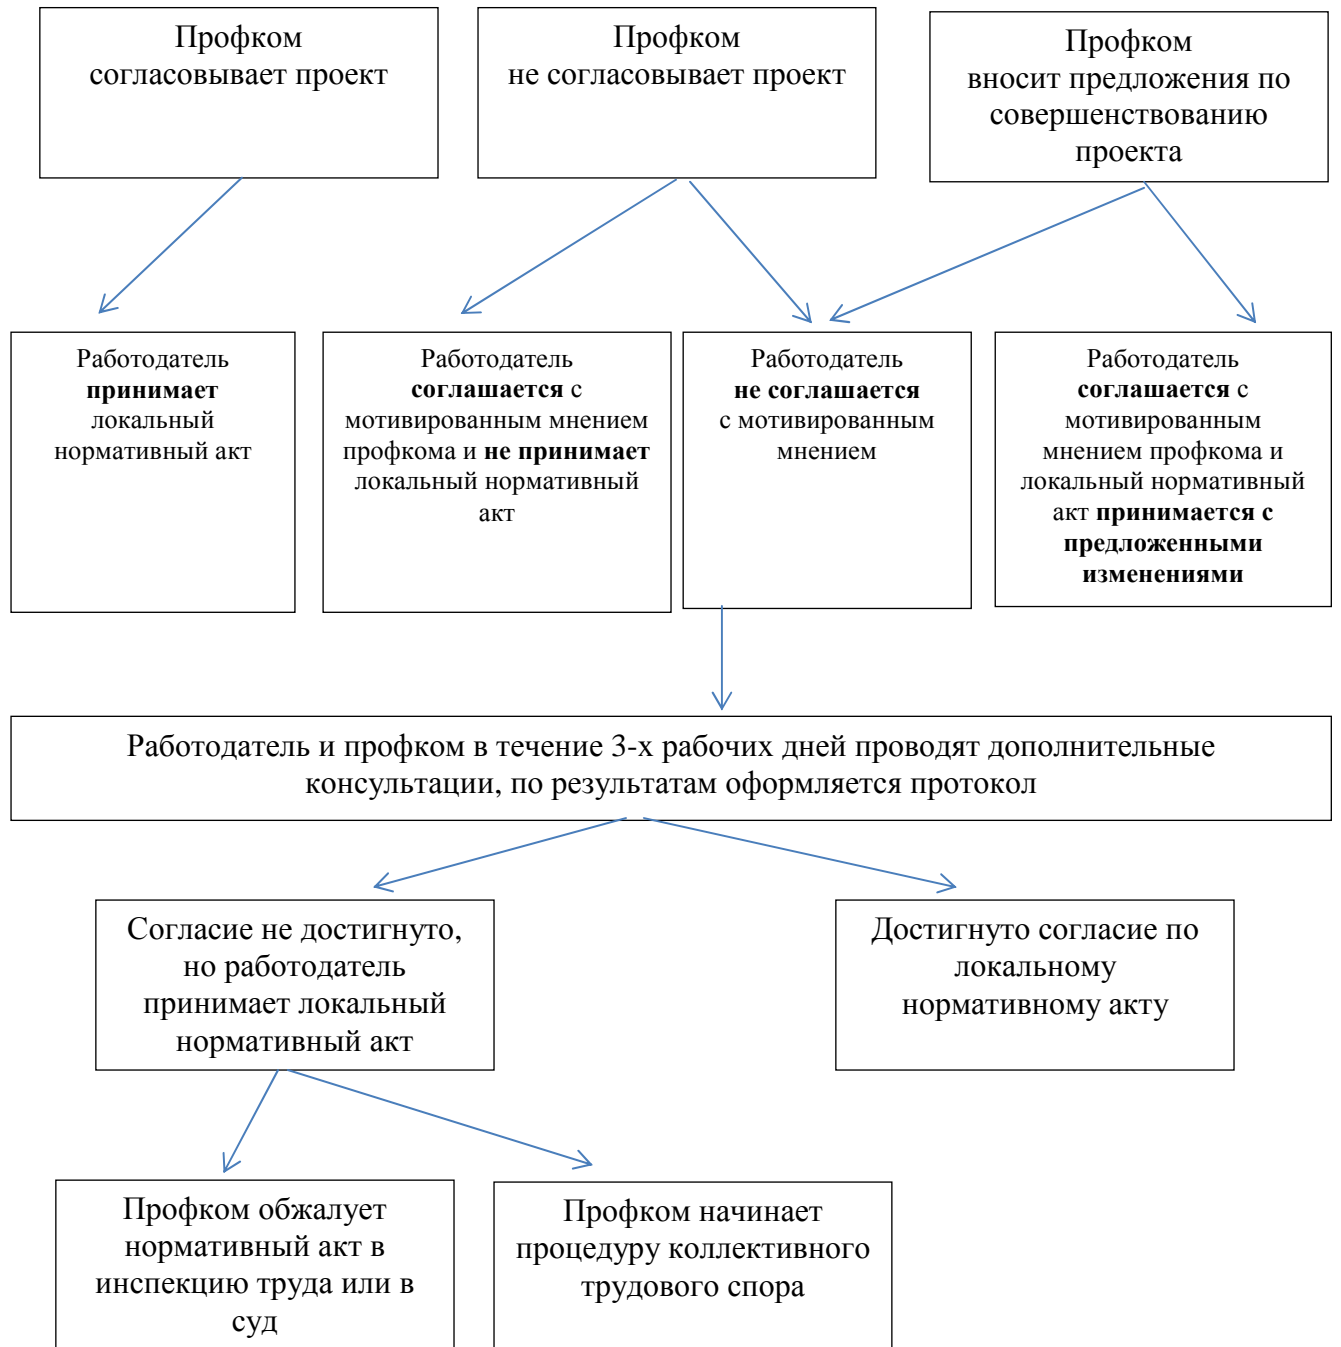 Профком
согласовывает проект
Профком
не согласовывает проект
Профком
вносит предложения по
совершенствованию
проекта
Работодатель
принимает
локальный
нормативный акт
Работодатель
соглашается с
мотивированным мнением
профкома и не принимает
локальный нормативный
акт
Работодатель
не соглашается
с мотивированным
мнением
Работодатель
соглашается с
мотивированным
мнением профкома и
локальный нормативный
акт принимается с
предложенными
изменениями
Работодатель и профком в течение 3-х рабочих дней проводят дополнительные
консультации, по результатам оформляется протокол
Согласие не достигнуто,
но работодатель
принимает локальный
нормативный акт
Достигнуто согласие по
локальному
нормативному акту
Профком обжалует
нормативный акт в
инспекцию труда или в
суд
Профком начинает
процедуру коллективного
трудового спора